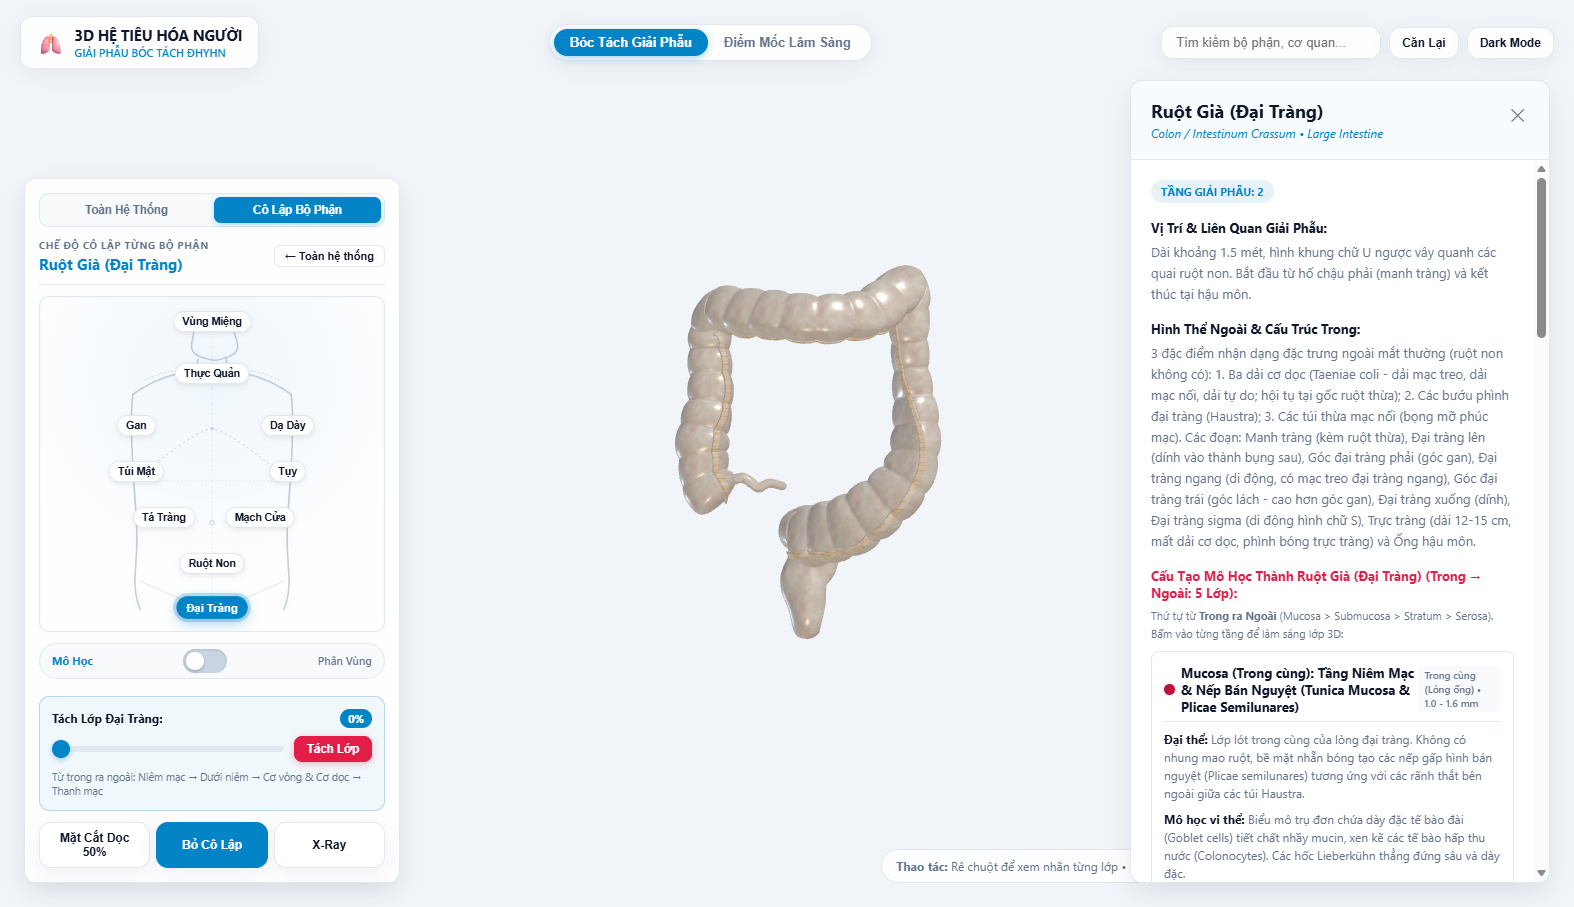 3D HỆ TIÊU HÓA NGƯỜI
GIẢI PHẪU BÓC TÁCH ĐHYHN
Bóc Tách Giải Phẫu
Điểm Mốc Lâm Sàng
Tìm kiếm bộ phận, cơ quan...
Căn Lại
Dark Mode
Toàn Hệ Thống
Cô Lập Bộ Phận
CHẾ ĐỘ CÔ LẬP TỪNG BỘ PHẬN
Ruột Già (Đại Tràng)
← Toàn hệ thống
Vùng Miệng
Thực Quản
Gan
Dạ Dày
Túi Mật
Tụy
Tá Tràng
Mạch Cửa
Ruột Non
Đại Tràng
Mô Học
Phân Vùng
Tách Lớp Đại Tràng:
0%
Tách Lớp
Từ trong ra ngoài: Niêm mạc → Dưới niêm → Cơ vòng & Cơ dọc →
Thanh mạc
Mặt Cắt Dọc
50%
Bỏ Cô Lập
X-Ray
Thao tác: Rê chuột để xem nhãn từng lớp •
Ruột Già (Đại Tràng)
Colon / Intestinum Crassum • Large Intestine
TẦNG GIẢI PHẪU: 2
Vị Trí & Liên Quan Giải Phẫu:
Dài khoảng 1.5 mét, hình khung chữ U ngược vây quanh các
quai ruột non. Bắt đầu từ hố chậu phải (manh tràng) và kết
thúc tại hậu môn.
Hình Thể Ngoài & Cấu Trúc Trong:
3 đặc điểm nhận dạng đặc trưng ngoài mắt thường (ruột non
không có): 1. Ba dải cơ dọc (Taeniae coli - dải mạc treo, dải
mạc nối, dải tự do; hội tụ tại gốc ruột thừa); 2. Các bướu phình
đại tràng (Haustra); 3. Các túi thừa mạc nối (bọng mỡ phúc
mạc). Các đoạn: Manh tràng (kèm ruột thừa), Đại tràng lên
(dính vào thành bụng sau), Góc đại tràng phải (góc gan), Đại
tràng ngang (di động, có mạc treo đại tràng ngang), Góc đại
tràng trái (góc lách - cao hơn góc gan), Đại tràng xuống (dính),
Đại tràng sigma (di động hình chữ S), Trực tràng (dài 12-15 cm,
mất dải cơ dọc, phình bóng trực tràng) và Ống hậu môn.
Cấu Tạo Mô Học Thành Ruột Già (Đại Tràng) (Trong →
Ngoài: 5 Lớp):
Thứ tự từ Trong ra Ngoài (Mucosa > Submucosa > Stratum > Serosa).
Bấm vào từng tầng để làm sáng lớp 3D:
Mucosa (Trong cùng): Tầng Niêm Mạc
& Nếp Bán Nguyệt (Tunica Mucosa &
Plicae Semilunares)
Trong cùng
(Lòng ống) •
1.0 - 1.6 mm
Đại thể: Lớp lót trong cùng của lòng đại tràng. Không có
nhung mao ruột, bề mặt nhẵn bóng tạo các nếp gấp hình bán
nguyệt (Plicae semilunares) tương ứng với các rãnh thắt bên
ngoài giữa các túi Haustra.
Mô học vi thể: Biểu mô trụ đơn chứa dày đặc tế bào đài
(Goblet cells) tiết chất nhầy mucin, xen kẽ các tế bào hấp thu
nước (Colonocytes). Các hốc Lieberkühn thẳng đứng sâu và dày
đặc.